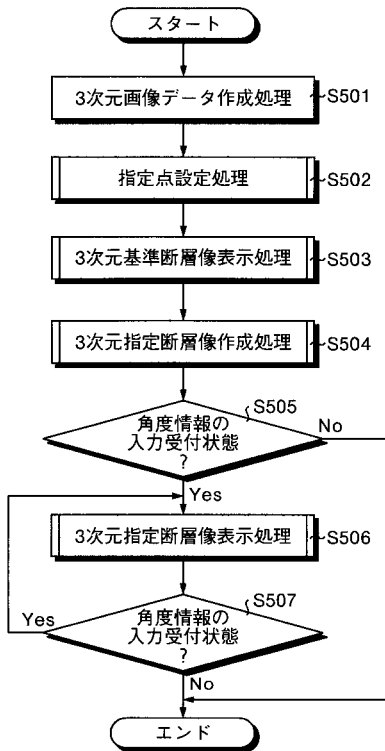 スタート
3次元画像データ作成処理
S501
指定点設定処理
S502
3次元基準断層像表示処理
S503
3次元指定断層像作成処理
S504
角度情報の
入力受付状態
?
S505
No
Yes
3次元指定断層像表示処理
S506
角度情報の
入力受付状態
?
S507
Yes
No
エンド